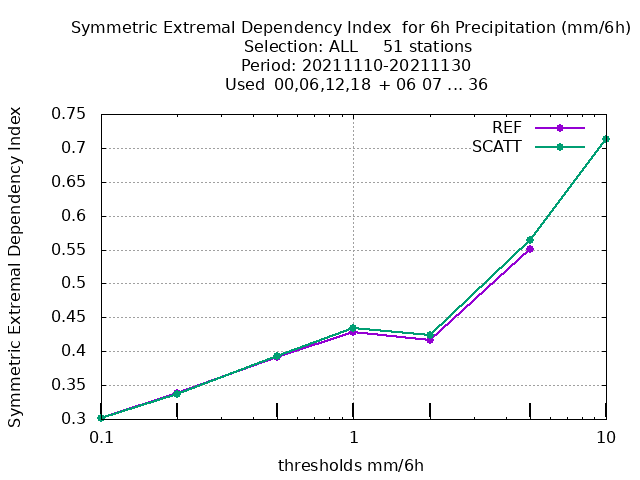 Symmetric Extremal Dependency Index for 6h Precipitation (mm/6h)
Selection: ALL 51 stations
Period: 20211110-20211130
Used 00,06,12,18 + 06 07 ... 36
Symmetric Extremal Dependency Index
0.75
0.7
0.65
0.6
0.55
0.5
0.45
0.4
0.35
0.3
REF
SCATT
0.1 1 10
thresholds mm/6h